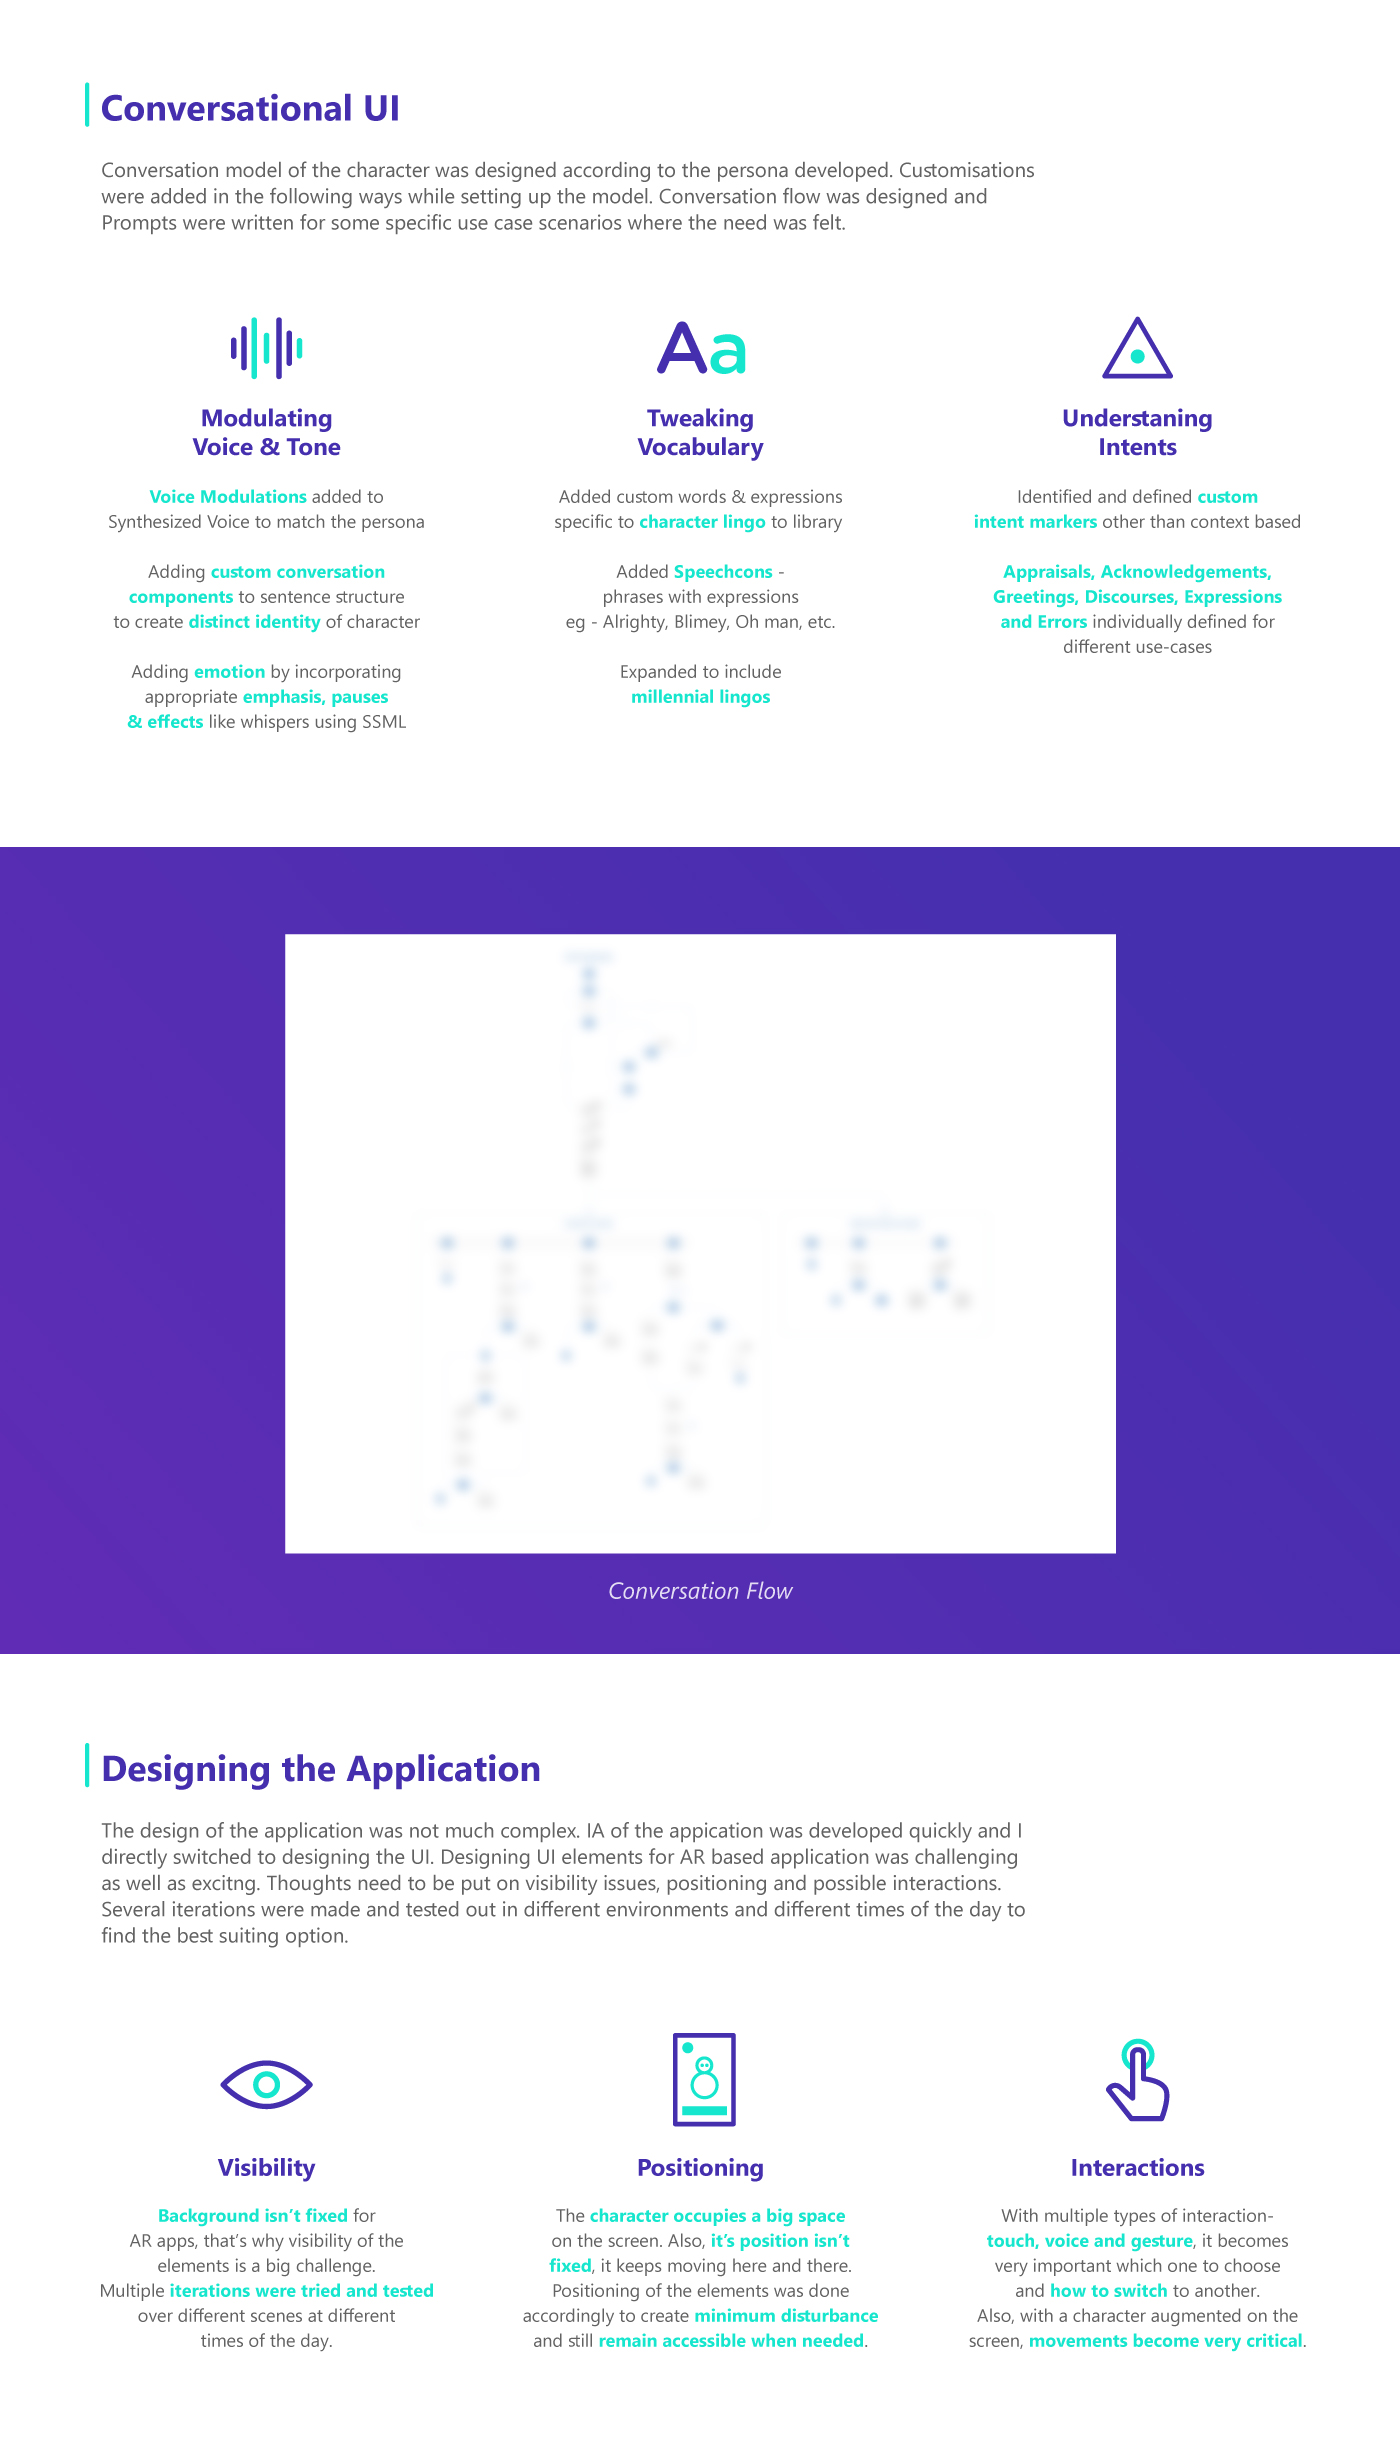 Conversational UI
Conversation model of the character was designed according to the persona developed. Customisations
were added in the following ways while setting up the model. Conversation flow was designed and
Prompts were written for some specific use case scenarios where the need was felt.
Aa
Modulating
Voice & Tone
Voice Modulations added to
Synthesized Voice to match the persona
Adding custom conversation
components to sentence structure
to create distinct identity of character
Adding emotion by incorporating
appropriate emphasis, pauses
& effects like whispers using SSML
Tweaking
Vocabulary
Added custom words & expressions
specific to character lingo to library
Added Speechcons -
phrases with expressions
eg - Alrighty, Blimey, Oh man, etc.
Expanded to include
millennial lingos
Understaning
Intents
Identified and defined custom
intent markers other than context based
Appraisals, Acknowledgements,
Greetings, Discourses, Expressions
and Errors individually defined for
different use-cases
Conversation Flow
Designing the Application
The design of the application was not much complex. IA of the appication was developed quickly and I
directly switched to designing the UI. Designing UI elements for AR based application was challenging
as well as excitng. Thoughts need to be put on visibility issues, positioning and possible interactions.
Several iterations were made and tested out in different environments and different times of the day to
find the best suiting option.
Visibility
Background isn't fixed for
AR apps, that's why visibility of the
elements is a big challenge.
Multiple iterations were tried and tested
over different scenes at different
times of the day.
Positioning
The character occupies a big space
on the screen. Also, it's position isn't
fixed, it keeps moving here and there.
Positioning of the elements was done
accordingly to create minimum disturbance
and still remain accessible when needed.
Interactions
With multiple types of interaction-
touch, voice and gesture, it becomes
very important which one to choose
and how to switch to another.
Also, with a character augmented on the
screen, movements become very critical.